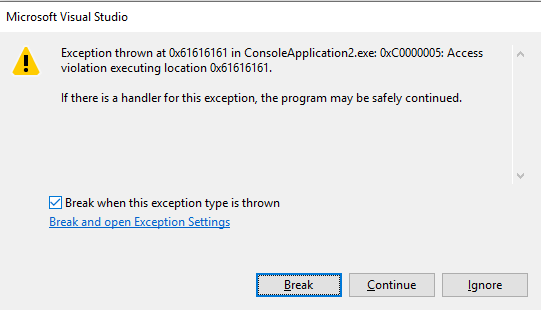 Microsoft Visual Studio
Exception thrown at 0x61616161 in ConsoleApplication2.exe: 0xC0000005: Access
violation executing location 0x61616161.
If there is a handler for this exception, the program may be safely continued.
Break when this exception type is thrown
Break and open Exception Settings
Break Continue Ignore